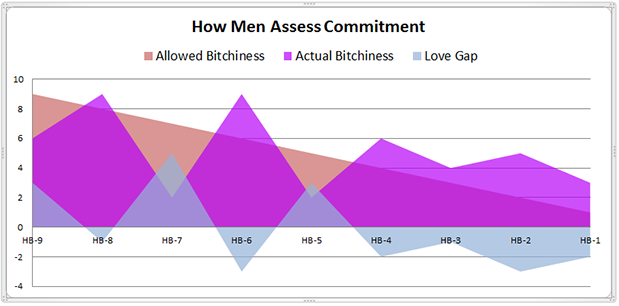 How Men Assess Commitment
Allowed Bitchiness Actual Bitchiness Love Gap
10
8
6
4
2
0
HB-9 HB-8 HB-7 HB-6 HB-5 HB-4 HB-3 HB-2 HB-1
-2
-4